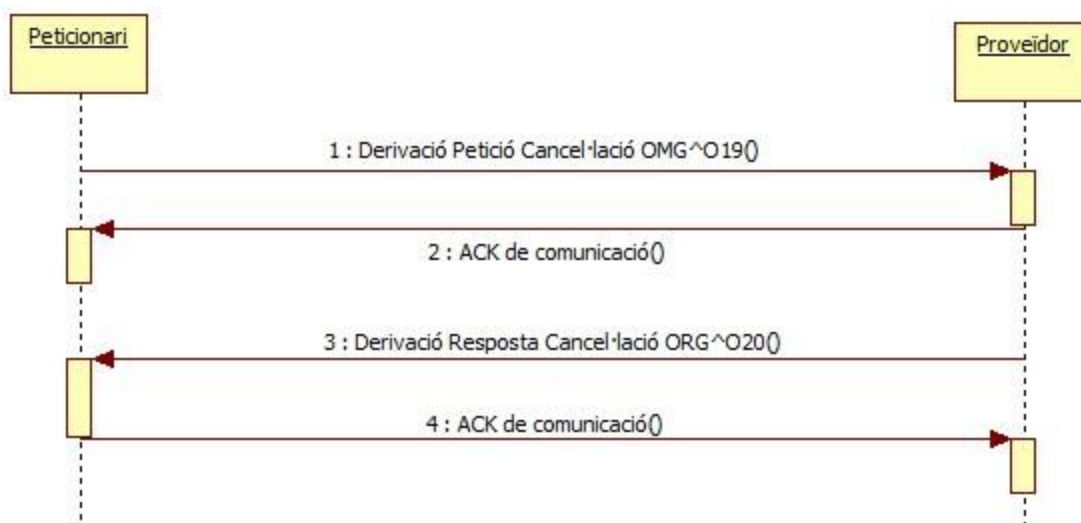 Peticionari
Proveïdor
1 : Derivació Petició Cancel·lació OMG^O19()
2 : ACK de comunicació()
3 : Derivació Resposta Cancel·lació ORG^O20()
4 : ACK de comunicació()